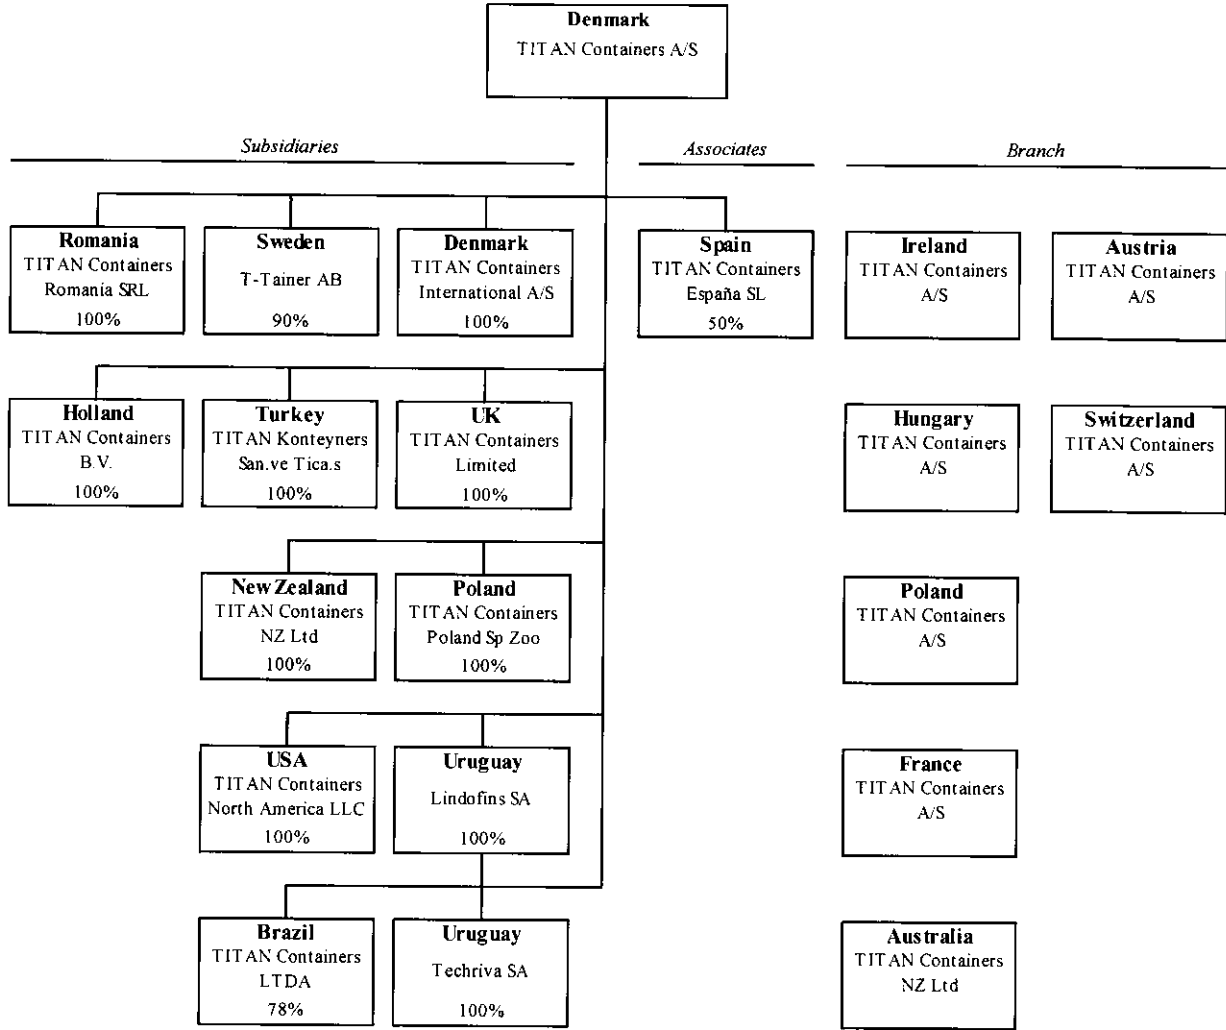 Denmark
TITAN Containers A/S
Subsidiaries
Associates
Branch
Romania
TITAN Containers
Romanía SRL
100%
Sweden
T-Tainer AB
90%
Denmark
TITAN Containers
International A/S
100%
Spain
TITAN Containers
España SL
50%
Ireland
TITAN Containers
A/S
Austria
TITAN Containers
A/S
Holland
TITAN Containers
B.V.
100%
Turkey
TITAN Konteyners
San.ve Tica.s
100%
UK
TITAN Containers
Limited
100%
Hungary
TITAN Containers
A/S
Switzerland
TITAN Containers
A/S
New Zealand
TITAN Containers
NZ Ltd
100%
Poland
TITAN Containers
Poland Sp Zoo
100%
Poland
TITAN Containers
A/S
USA
TITAN Containers
North America LLC
100%
Uruguay
Lindofins SA
100%
France
TITAN Containers
A/S
Brazil
TITAN Containers
LTDA
78%
Uruguay
Techriva SA
100%
Australia
TITAN Containers
NZ Ltd